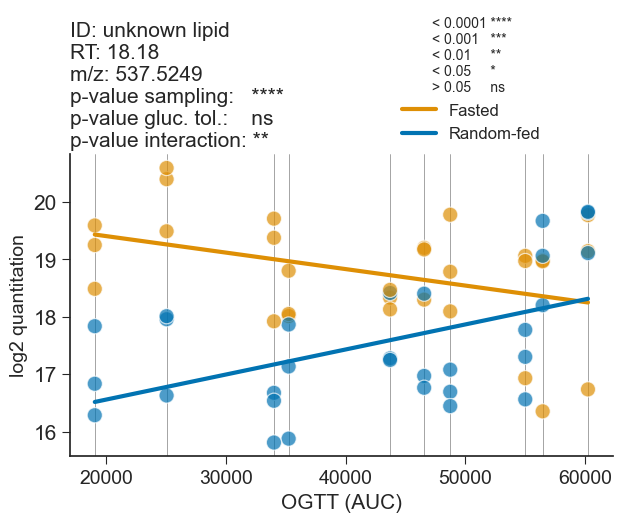 ID: unknown lipid
RT: 18.18
m/z: 537.5249
p-value sampling: ****
p-value gluc. tol.: ns
p-value interaction: **
< 0.0001 ****
< 0.001 ***
< 0.01 **
< 0.05 *
> 0.05 ns
Fasted
Random-fed
20
19
18
17
16
log2 quantitation
20000 30000 40000 50000 60000
OGTT (AUC)